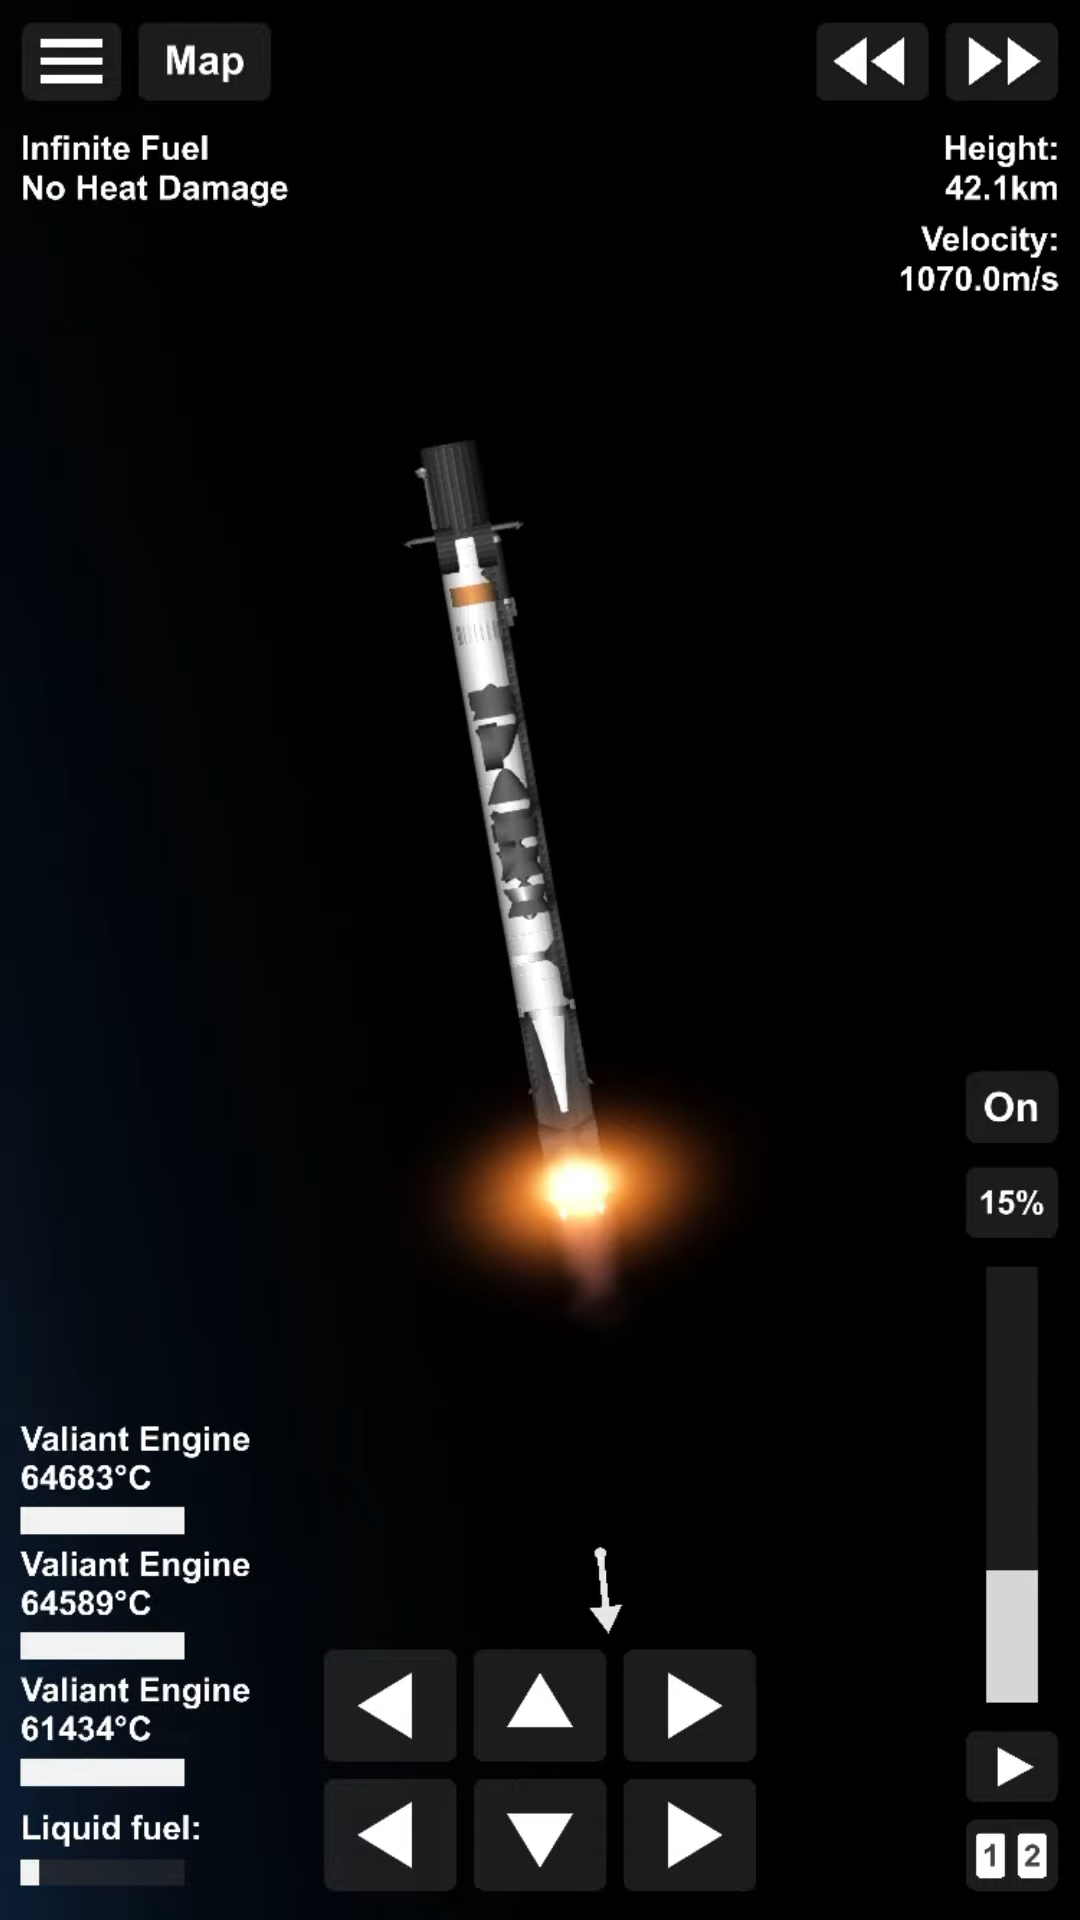 Map
Infinite Fuel
No Heat Damage
Height:
42.1km
Velocity:
1070.0m/s
On
15%
Valiant Engine
64683°C
Valiant Engine
64589°C
Valiant Engine
61434°C
Liquid fuel:
1 2